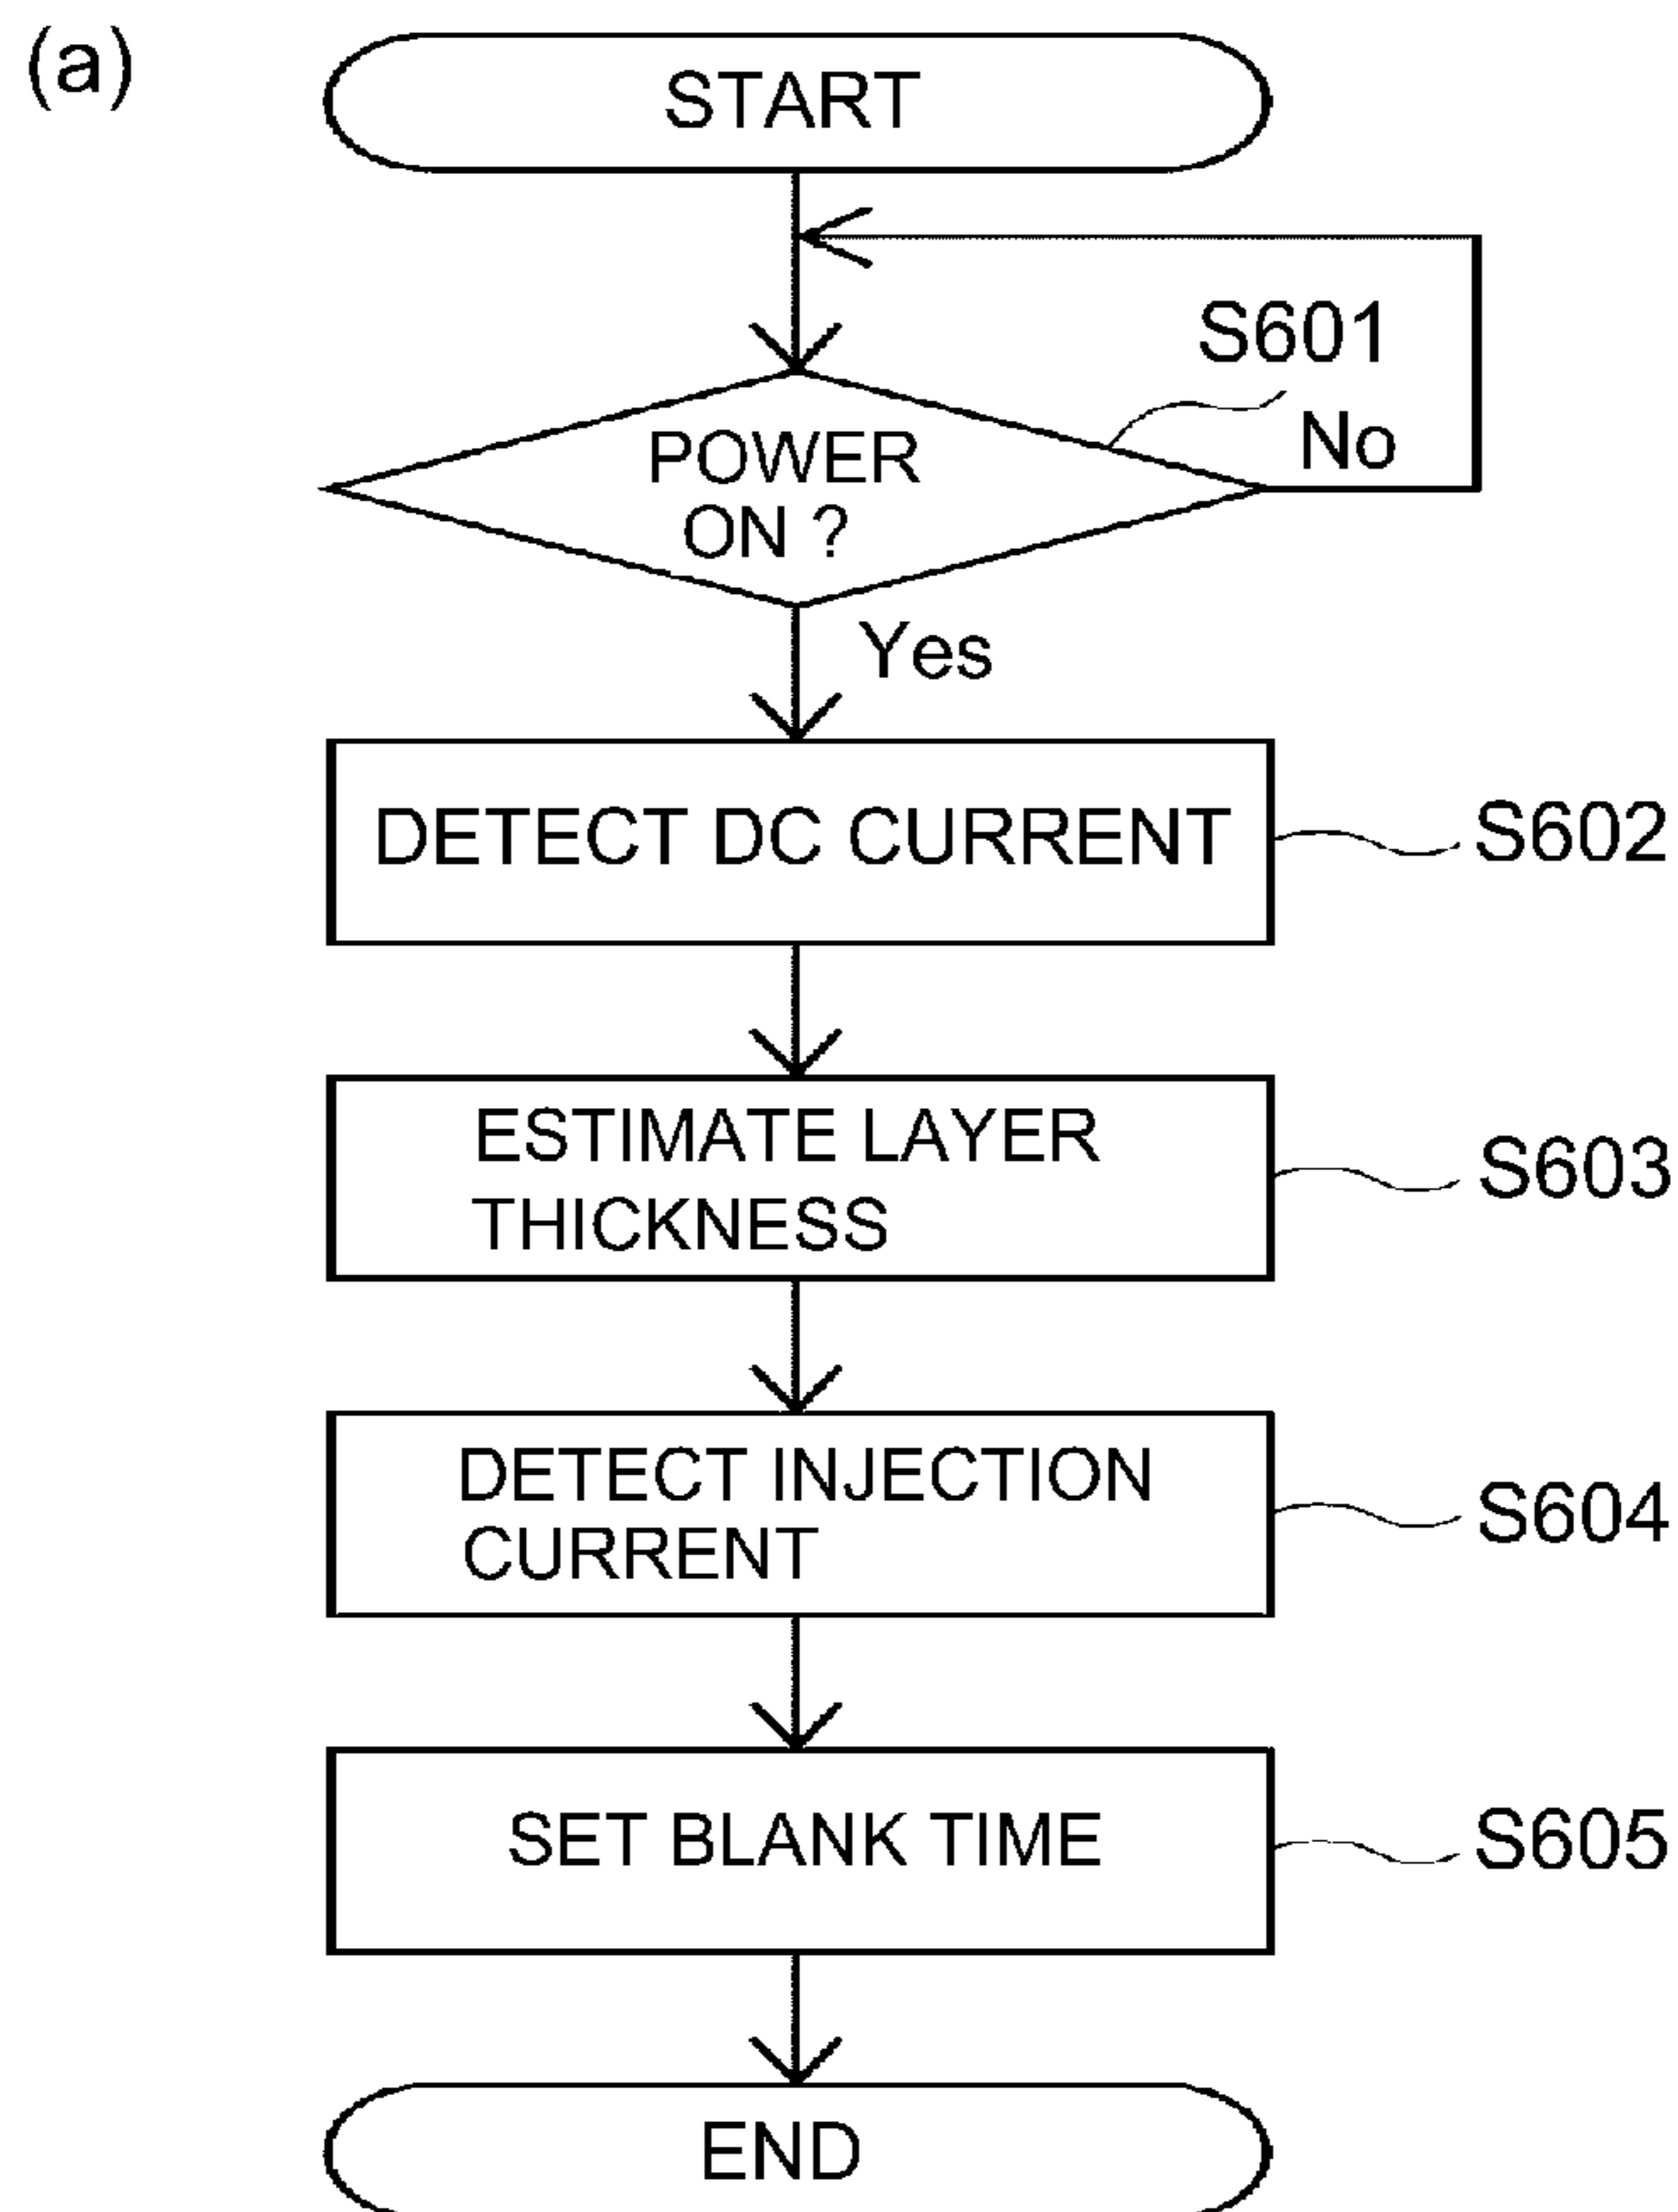 (a)
START
S601
No
POWER
ON ?
Yes
DETECT DC CURRENT
S602
ESTIMATE LAYER
THICKNESS
S603
DETECT INJECTION
CURRENT
S604
SET BLANK TIME
S605
END